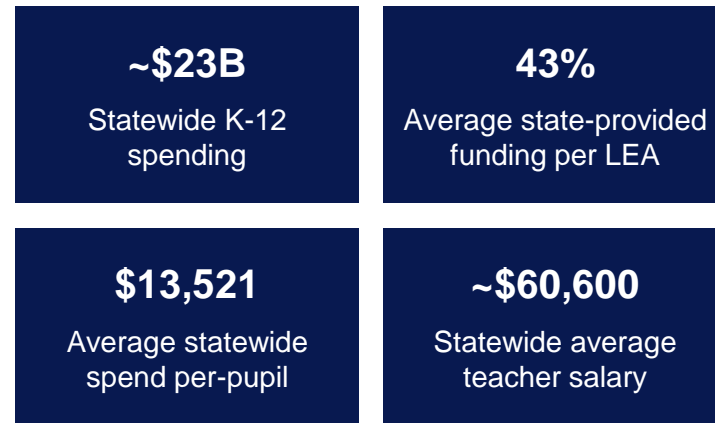 ~$23B
Statewide K-12
spending
43%
Average state-provided
funding per LEA
$13,521
Average statewide
spend per-pupil
~$60,600
Statewide average
teacher salary